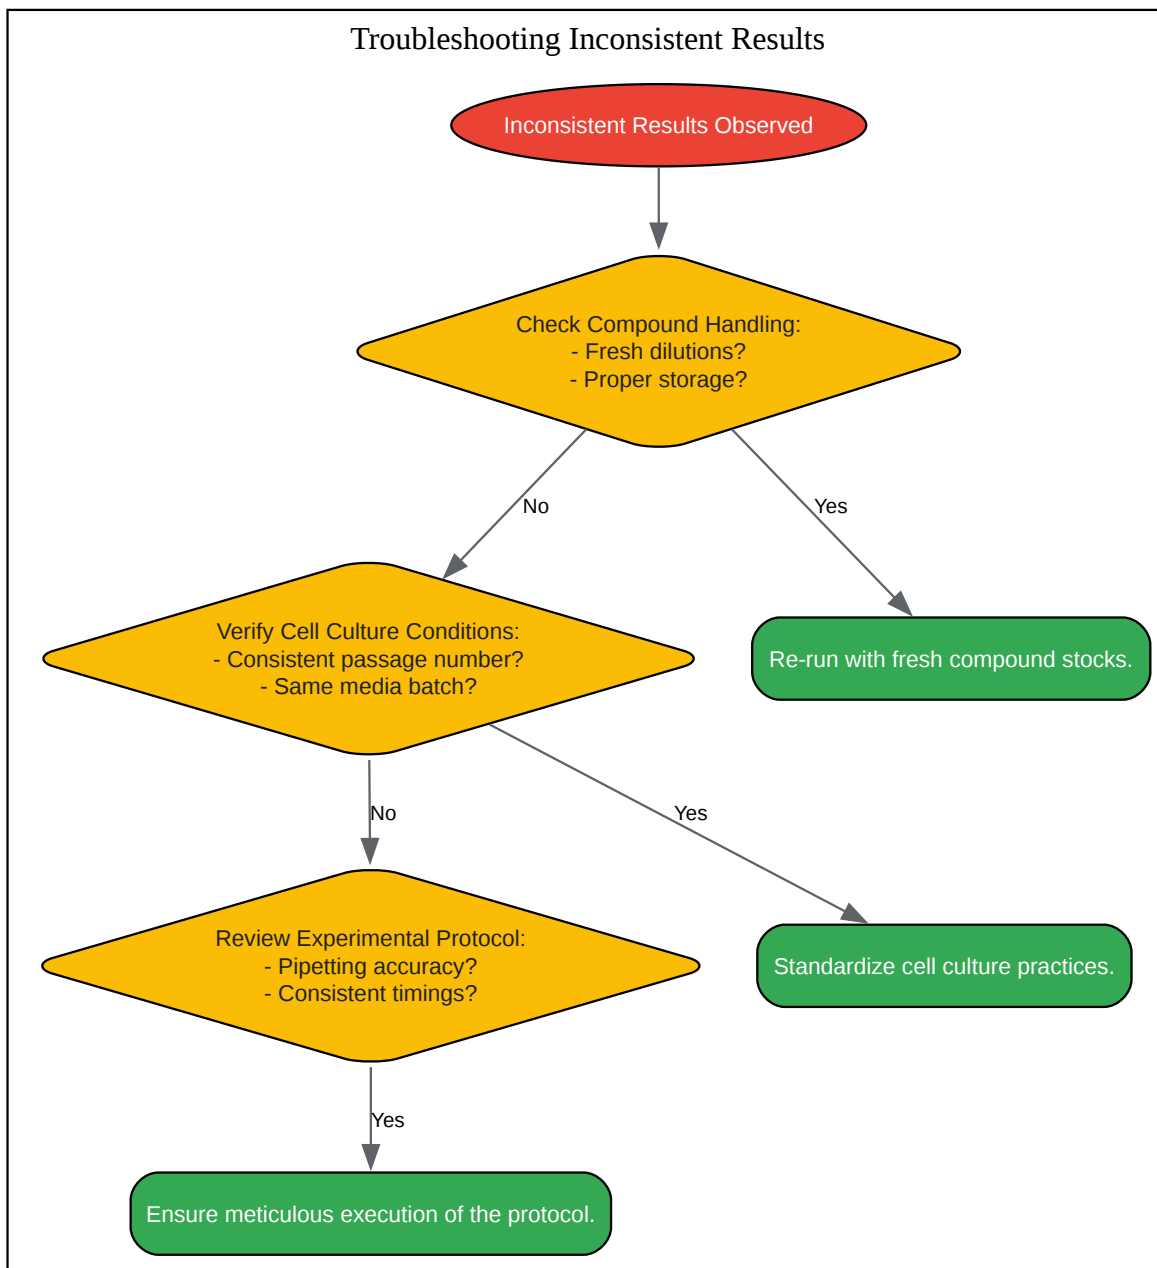 Troubleshooting Inconsistent Results
Inconsistent Results Observed
Check Compound Handling:
- Fresh dilutions?
- Proper storage?
No
Yes
Verify Cell Culture Conditions:
- Consistent passage number?
- Same media batch?
Re-run with fresh compound stocks.
No
Yes
Review Experimental Protocol:
- Pipetting accuracy?
- Consistent timings?
Standardize cell culture practices.
Yes
Ensure meticulous execution of the protocol.